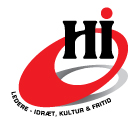 HI
LEDERE - IDRÆT, KULTUR & FRITID